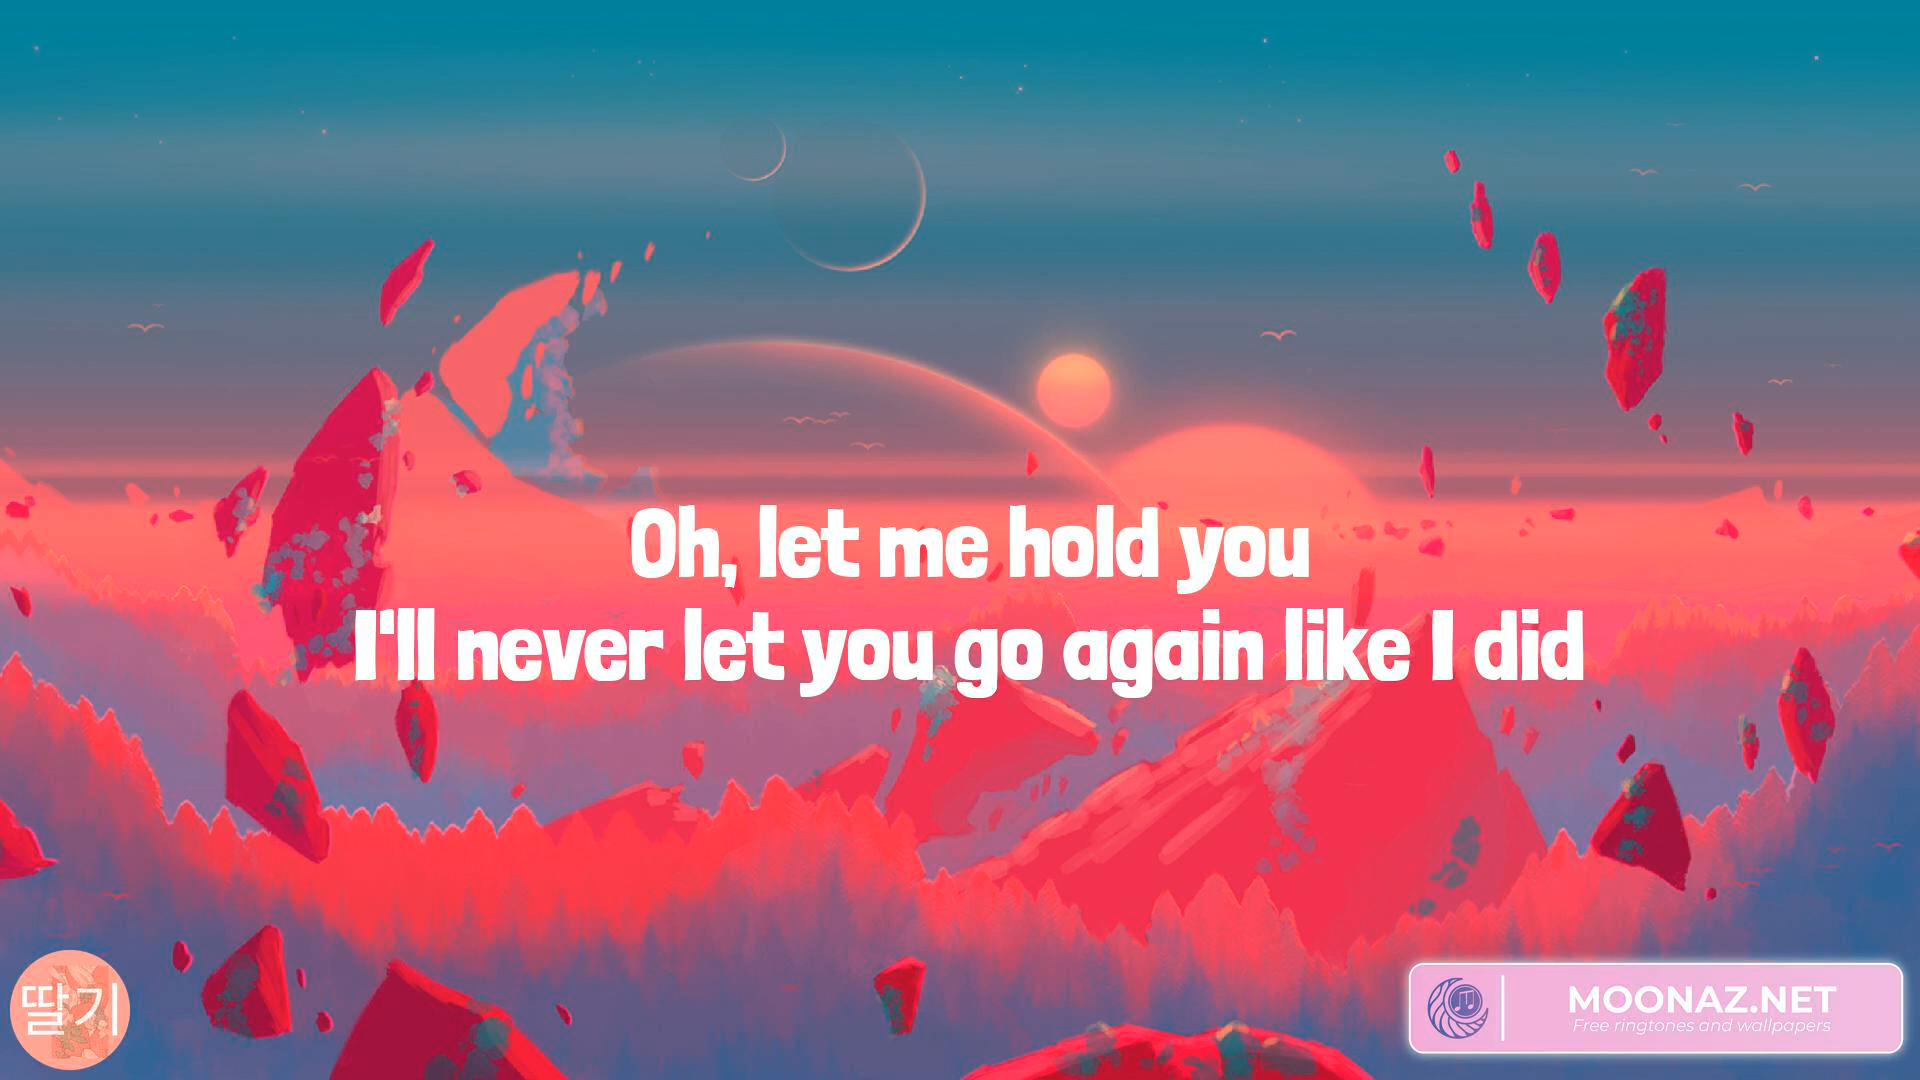 Oh, let me hold you
I'll never let you go again like I did
딸기
MOONAZ.NET
Free ringtones and wallpapers